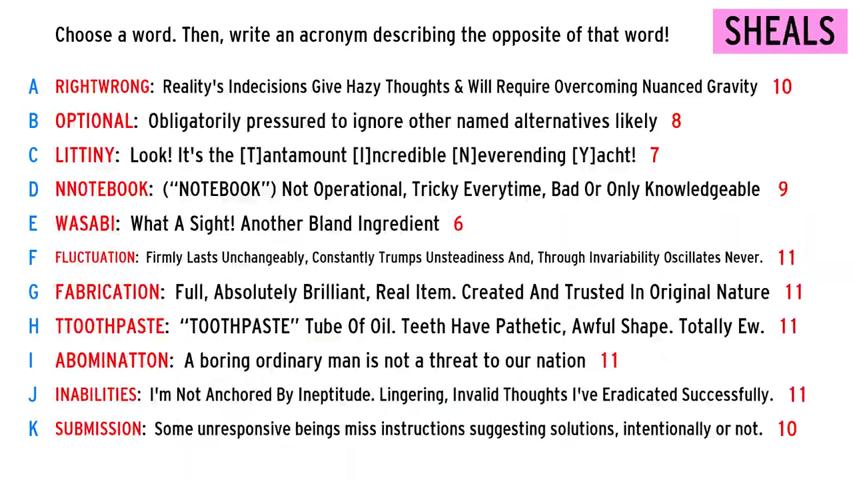 Choose a word. Then, write an acronym describing the opposite of that word!
SHEALS
A RIGHTWRONG: Reality's Indecisions Give Hazy Thoughts & Will Require Overcoming Nuanced Gravity 10
B OPTIONAL: Obligatorily pressured to ignore other named alternatives likely 8
C LITTINY: Look! It's the [T]antamount [I]ncredible [N]everending [Y]acht! 7
D NNOTEBOOK: (“NOTEBOOK”) Not Operational, Tricky Everytime, Bad Or Only Knowledgeable 9
E WASABI: What A Sight! Another Bland Ingredient 6
F FLUCTUATION: Firmly Lasts Unchangeably, Constantly Trumps Unsteadiness And, Through Invariability Oscillates Never. 11
G FABRICATION: Full, Absolutely Brilliant, Real Item. Created And Trusted In Original Nature 11
H TTOOTHPASTE: “TOOTHPASTE” Tube Of Oil. Teeth Have Pathetic, Awful Shape. Totally Ew. 11
I ABOMINATTON: A boring ordinary man is not a threat to our nation 11
J INABILITIES: I'm Not Anchored By Ineptitude. Lingering, Invalid Thoughts I've Eradicated Successfully. 11
K SUBMISSION: Some unresponsive beings miss instructions suggesting solutions, intentionally or not. 10